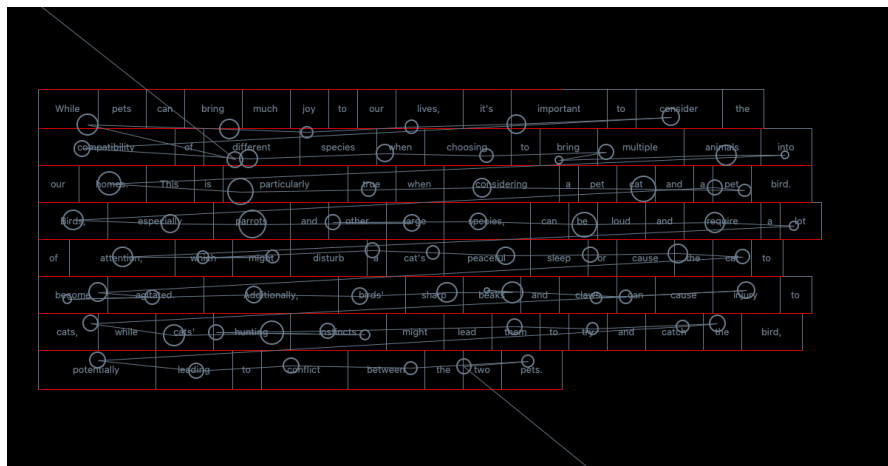 While pets can bring much joy to our lives, it's important to consider the
compatibility of different species when choosing to bring multiple animals into
our homes. This is particularly true when considering a pet cat and a pet bird.
Birds, especially parrots and other large species, can be loud and require a lot
of attention, which might disturb a cat's peaceful sleep or cause the cat to
become agitated. Additionally, birds' sharp beaks and claws can cause injury to
cats, while cats' hunting instincts might lead them to try and catch the bird,
potentially leading to conflict between the two pets.